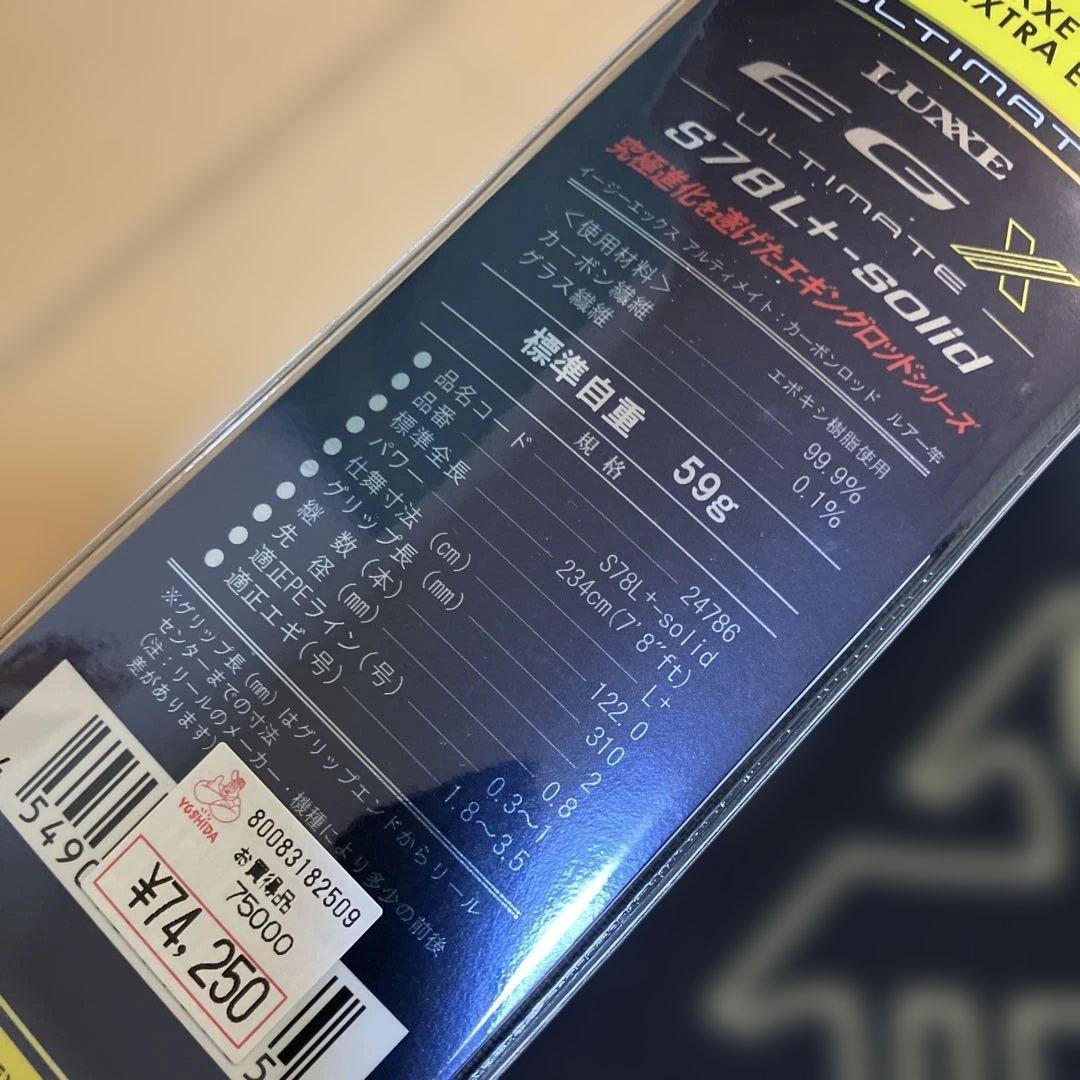 XXE
EXTRA E
ULTIMAT
LUXXE
EGX
ULTIMATE
S78L+-solid
究極進化を遂げたエギングロッドシリーズ
イージーエックス アルティメイト：カーボンロッド ルアー竿
＜使用材料＞ エポキシ樹脂使用
カーボン繊維 99.9%
グラス繊維 0.1%
標準自重 59g
規格
●品名コード 24786
●品番 S78L+-solid
●標準全長 234cm(7'8"ft)
●パワー L+
●仕舞寸法(cm) 122.0
●グリップ長(mm) 310
●継数(本) 2
●先径(mm) 0.8
●適正PEライン(号) 0.3～1
●適正エギ(号) 1.8～3.5
※グリップ長(mm)はグリップエンドからリール
センターまでの寸法
(注:リールのメーカー・機種により多少の前後
差があります)
YOSHIDA
80083182509
お買得品
75000
¥74,250
5490
5